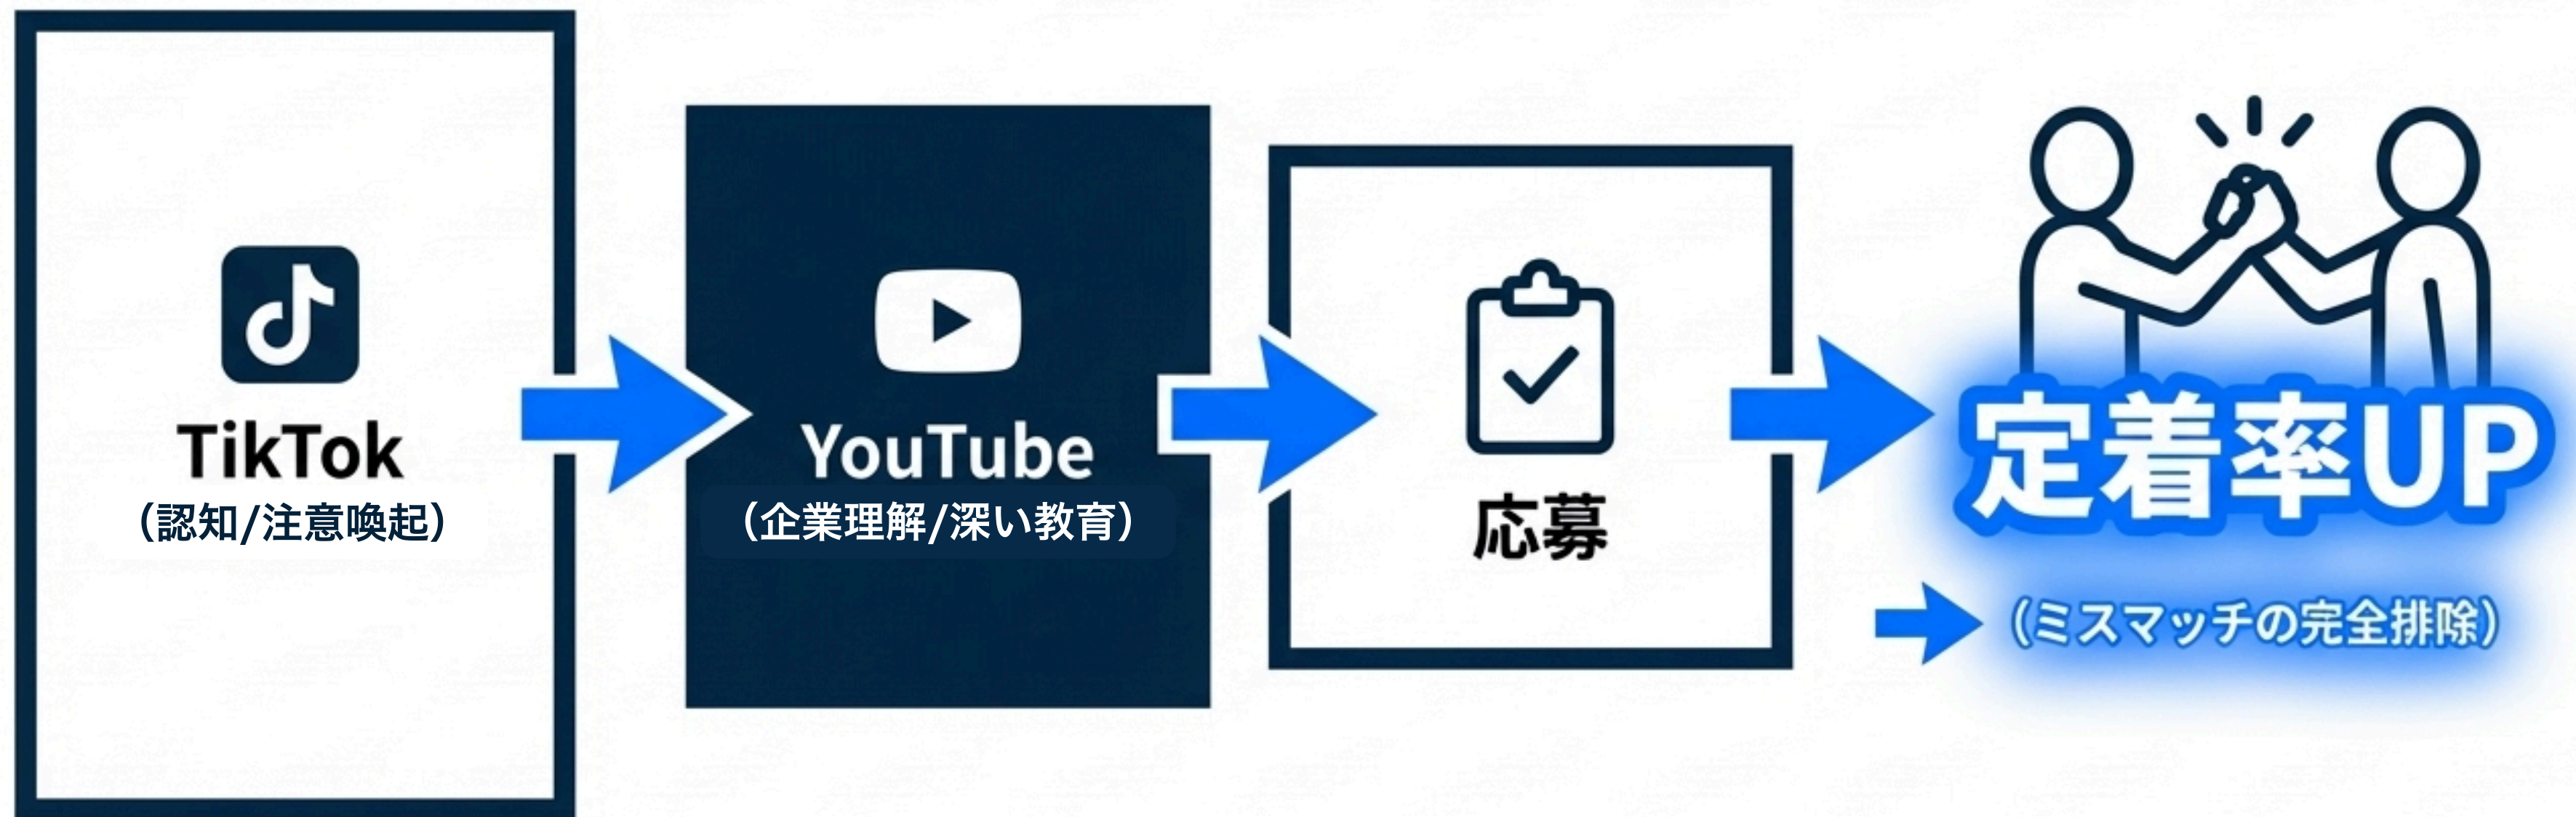 TikTok
（認知/注意喚起）
YouTube
（企業理解/深い教育）
応募
定着率UP
（ミスマッチの完全排除）